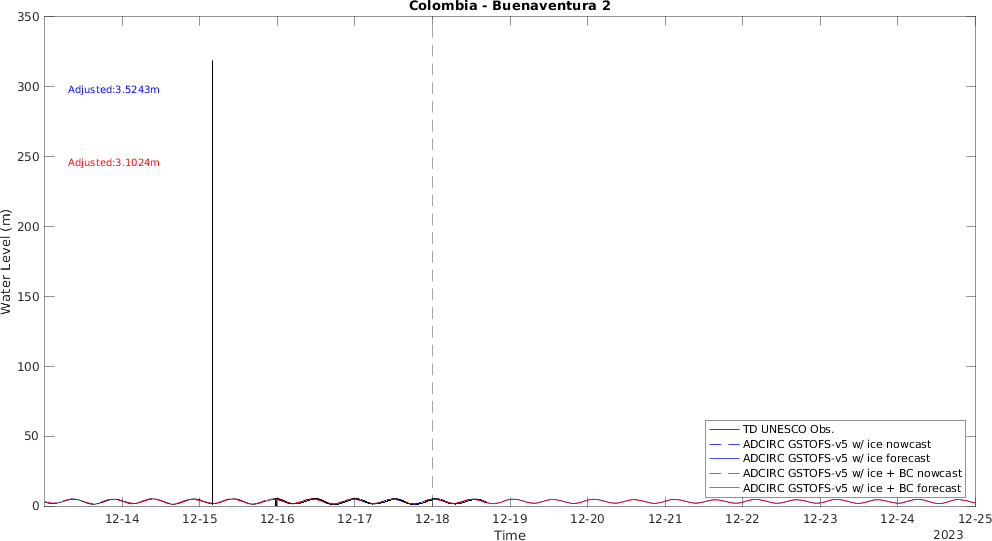 Colombia - Buenaventura 2
350
300
250
200
150
100
50
0
Water Level (m)
Adjusted:3.5243m
Adjusted:3.1024m
TD UNESCO Obs.
ADCIRC GSTOFS-v5 w/ ice nowcast
ADCIRC GSTOFS-v5 w/ ice forecast
ADCIRC GSTOFS-v5 w/ ice + BC nowcast
ADCIRC GSTOFS-v5 w/ ice + BC forecast
12-14 12-15 12-16 12-17 12-18 12-19 12-20 12-21 12-22 12-23 12-24 12-25
Time
2023